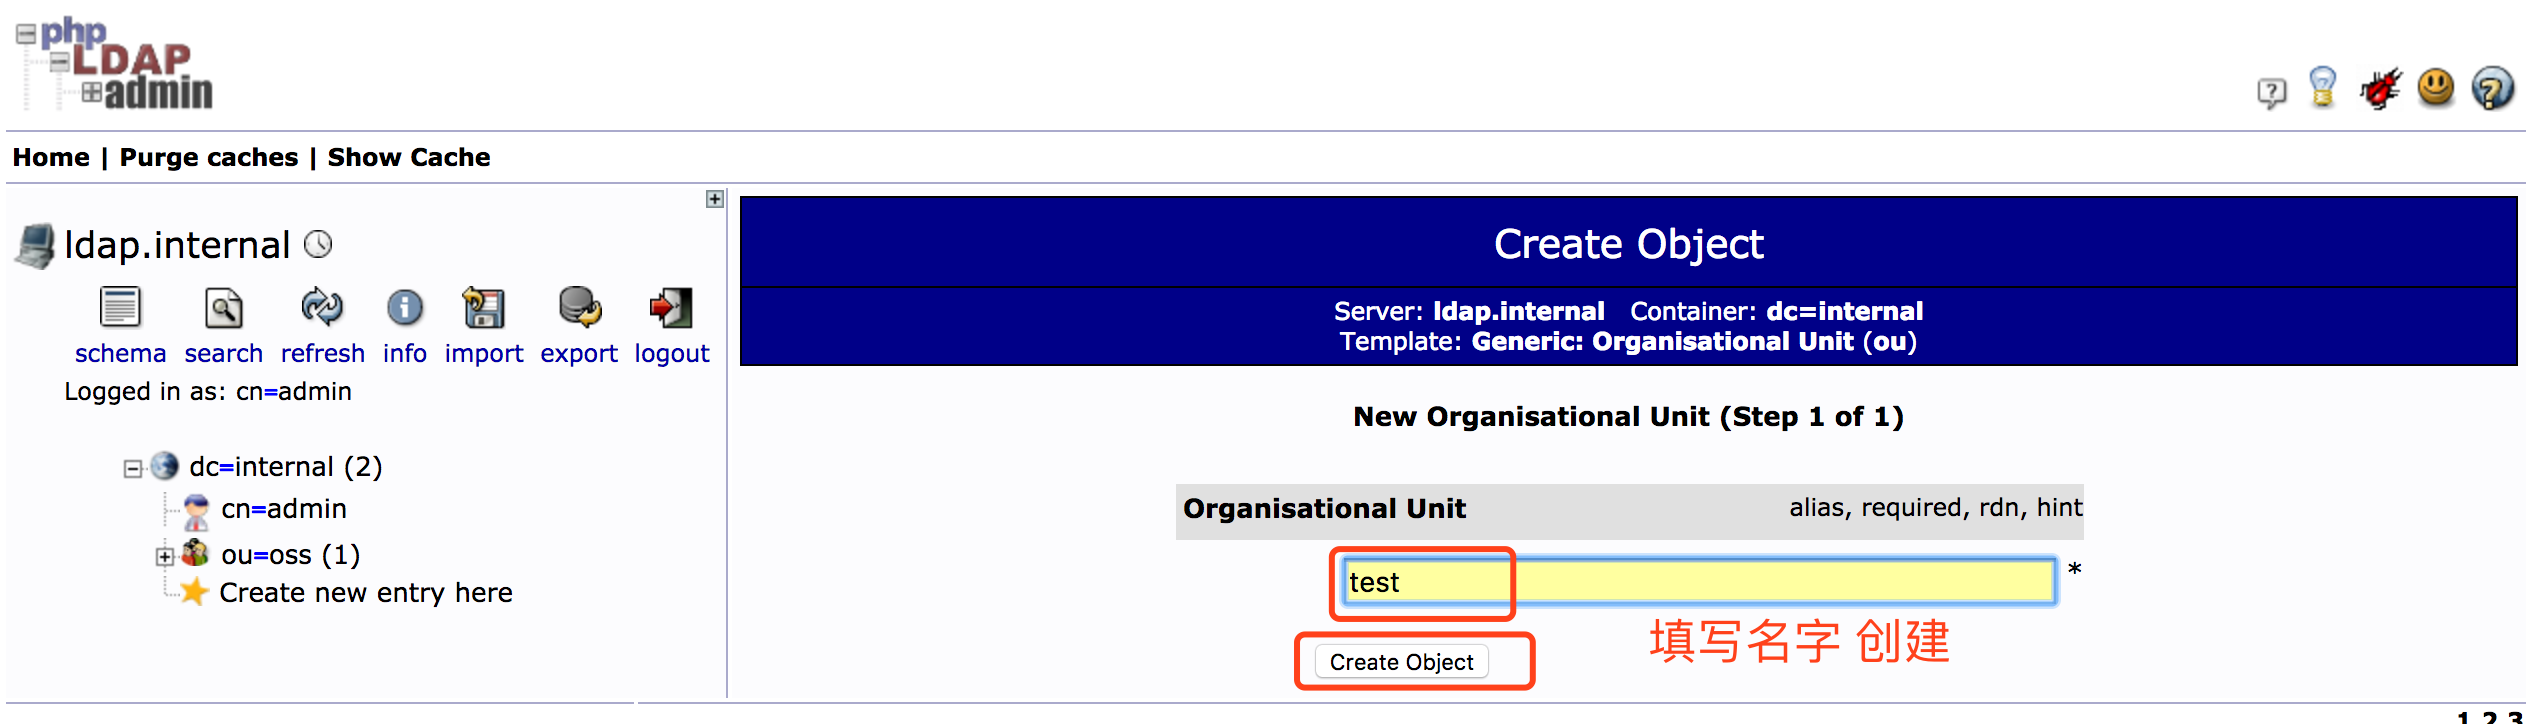 php
LDAP
admin
Home | Purge caches | Show Cache
ldap.internal
schema search refresh info import export logout
Logged in as: cn=admin
dc=internal (2)
cn=admin
ou=oss (1)
Create new entry here
Create Object
Server: ldap.internal Container: dc=internal
Template: Generic: Organisational Unit (ou)
New Organisational Unit (Step 1 of 1)
Organisational Unit alias, required, rdn, hint
test *
填写名字 创建
Create Object
1.2.3